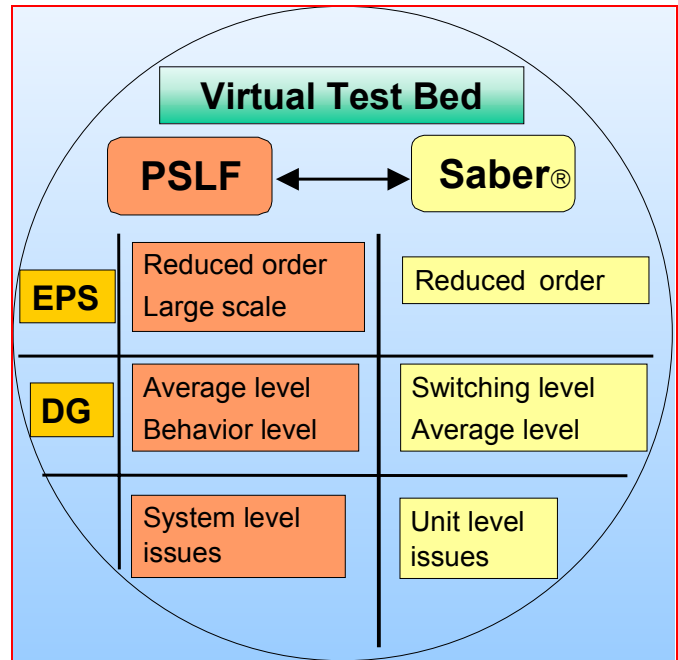 Virtual Test Bed
PSLF
Saber®
EPS
Reduced order
Large scale
Reduced order
DG
Average level
Behavior level
Switching level
Average level
System level
issues
Unit level
issues